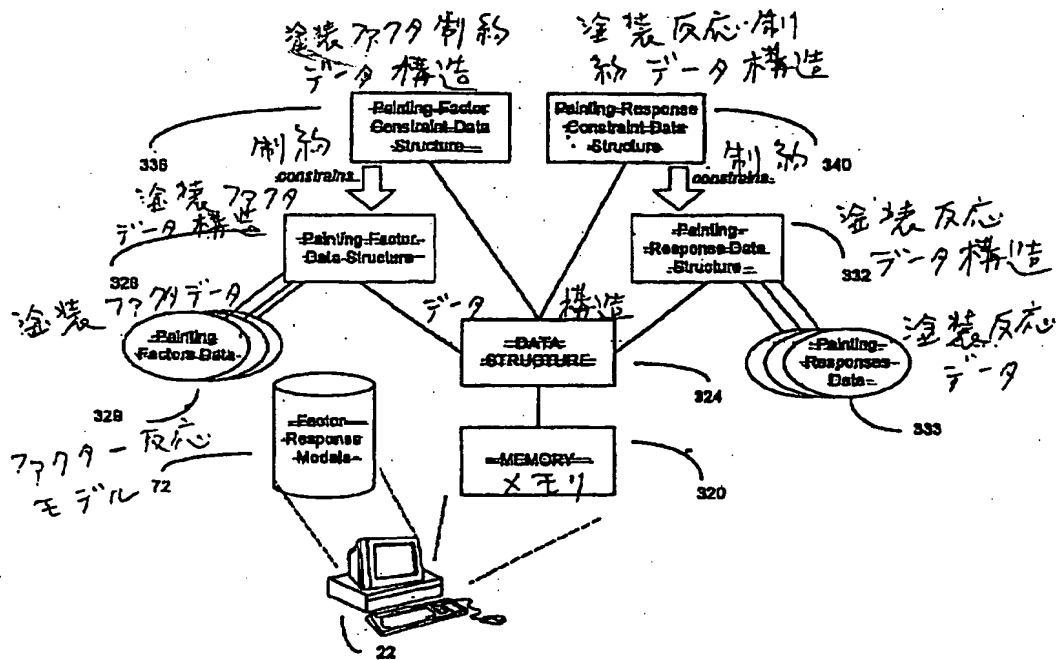 塗装ファクタ制約
データ構造
塗装反応制
約データ構造
Painting Factor
Constraint Data
Structure
Painting Response
Constraint Data
Structure
336
制約
constrains
制約
constrains
340
塗装ファクタ
データ構造
328
Painting Factor
Data Structure
Painting
Response Data
Structure
塗装反応
データ構造
332
塗装ファクタデータ
Painting
Factors Data
329
データ 構造
DATA
STRUCTURE
324
Painting
Responses
Data
塗装反応
データ
333
ファクター反応
モデル
72
Factor
Response
Models
MEMORY
メモリ
320
22